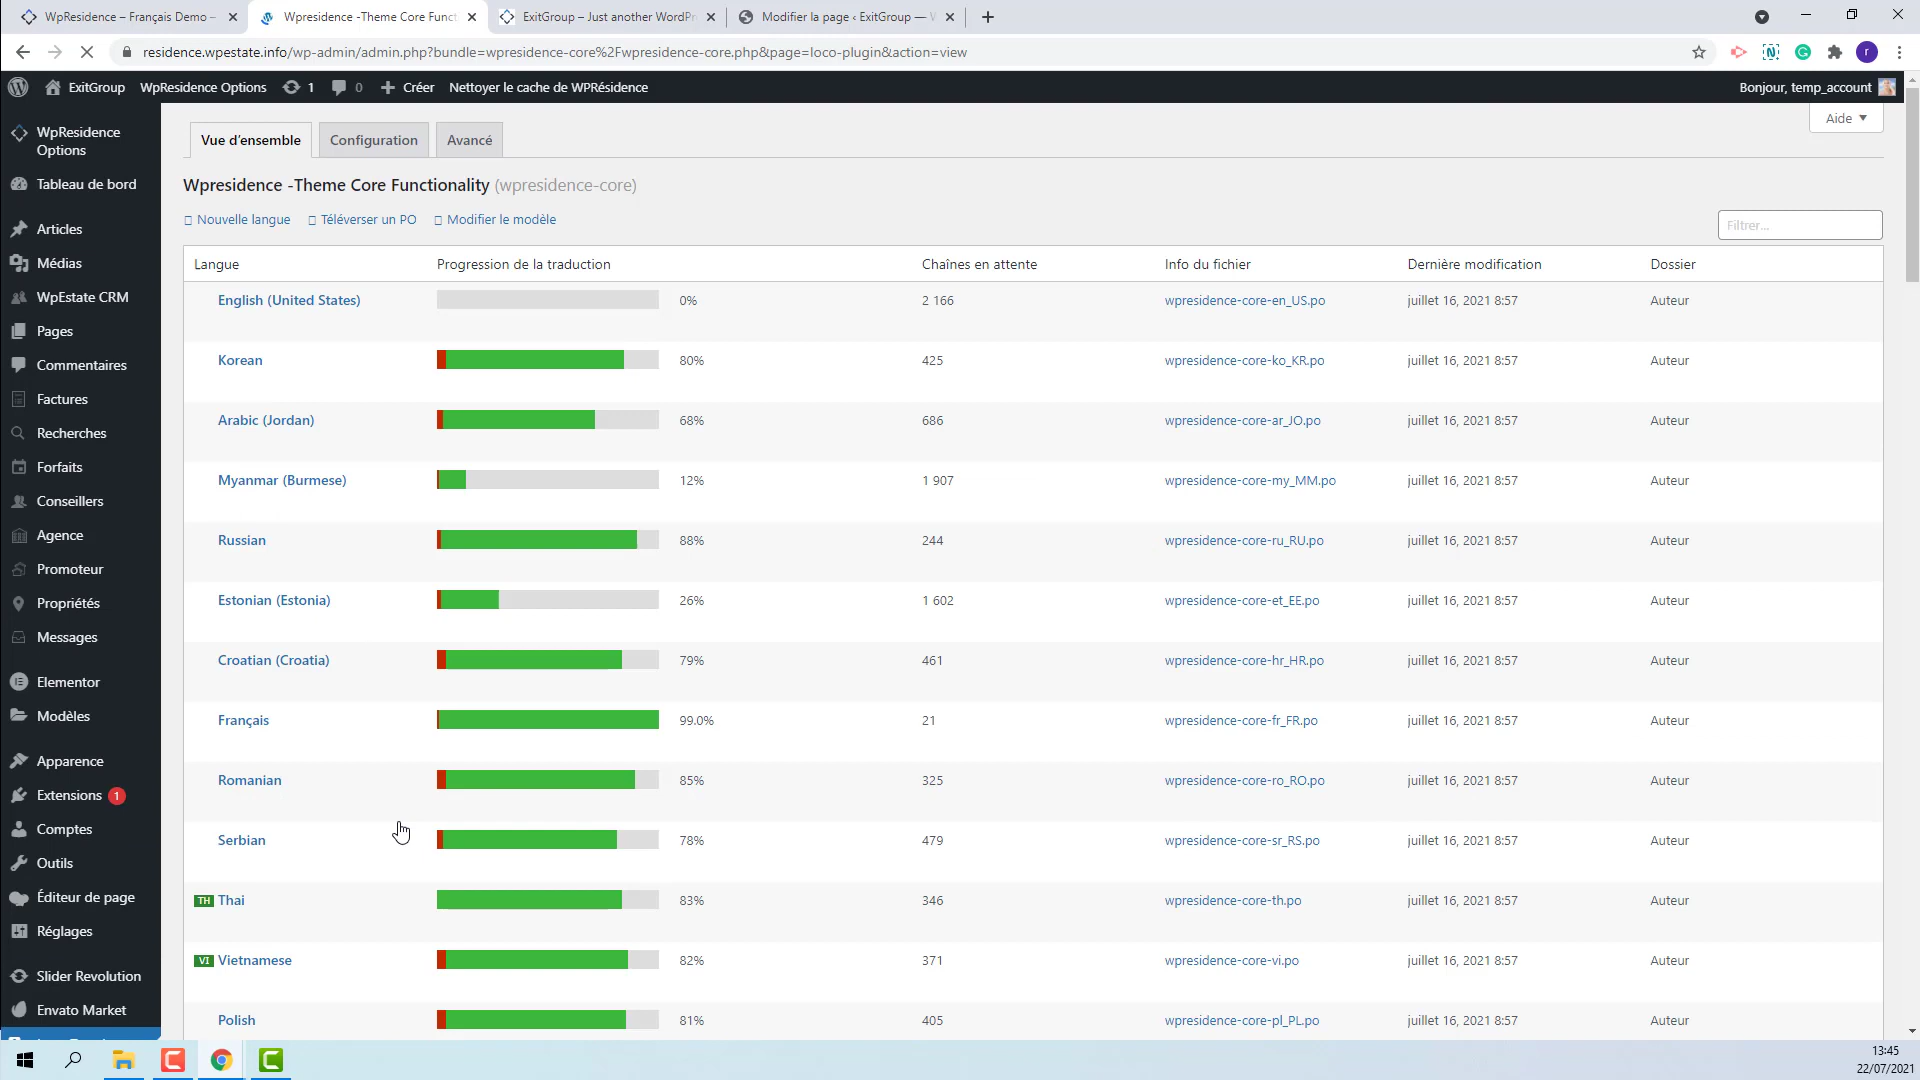 WpResidence – Français Demo –
Wpresidence -Theme Core Funct
ExitGroup – Just another WordPr
Modifier la page ‹ ExitGroup — W
residence.wpestate.info/wp-admin/admin.php?bundle=wpresidence-core%2Fwpresidence-core.php&page=loco-plugin&action=view
r
ExitGroup WpResidence Options 1 0 Créer Nettoyer le cache de WPRésidence
Bonjour, temp_account
WpResidence
Options
Tableau de bord
Articles
Médias
WpEstate CRM
Pages
Commentaires
Factures
Recherches
Forfaits
Conseillers
Agence
Promoteur
Propriétés
Messages
Elementor
Modèles
Apparence
Extensions 1
Comptes
Outils
Éditeur de page
Réglages
Slider Revolution
Envato Market
Aide
Vue d'ensemble Configuration Avancé
Wpresidence -Theme Core Functionality (wpresidence-core)
Nouvelle langue Téléverser un PO Modifier le modèle
Filtrer...
Langue Progression de la traduction Chaînes en attente Info du fichier Dernière modification Dossier
English (United States) 0% 2 166 wpresidence-core-en_US.po juillet 16, 2021 8:57 Auteur
Korean 80% 425 wpresidence-core-ko_KR.po juillet 16, 2021 8:57 Auteur
Arabic (Jordan) 68% 686 wpresidence-core-ar_JO.po juillet 16, 2021 8:57 Auteur
Myanmar (Burmese) 12% 1 907 wpresidence-core-my_MM.po juillet 16, 2021 8:57 Auteur
Russian 88% 244 wpresidence-core-ru_RU.po juillet 16, 2021 8:57 Auteur
Estonian (Estonia) 26% 1 602 wpresidence-core-et_EE.po juillet 16, 2021 8:57 Auteur
Croatian (Croatia) 79% 461 wpresidence-core-hr_HR.po juillet 16, 2021 8:57 Auteur
Français 99.0% 21 wpresidence-core-fr_FR.po juillet 16, 2021 8:57 Auteur
Romanian 85% 325 wpresidence-core-ro_RO.po juillet 16, 2021 8:57 Auteur
Serbian 78% 479 wpresidence-core-sr_RS.po juillet 16, 2021 8:57 Auteur
TH Thai 83% 346 wpresidence-core-th.po juillet 16, 2021 8:57 Auteur
VI Vietnamese 82% 371 wpresidence-core-vi.po juillet 16, 2021 8:57 Auteur
Polish 81% 405 wpresidence-core-pl_PL.po juillet 16, 2021 8:57 Auteur
13:45
22/07/2021